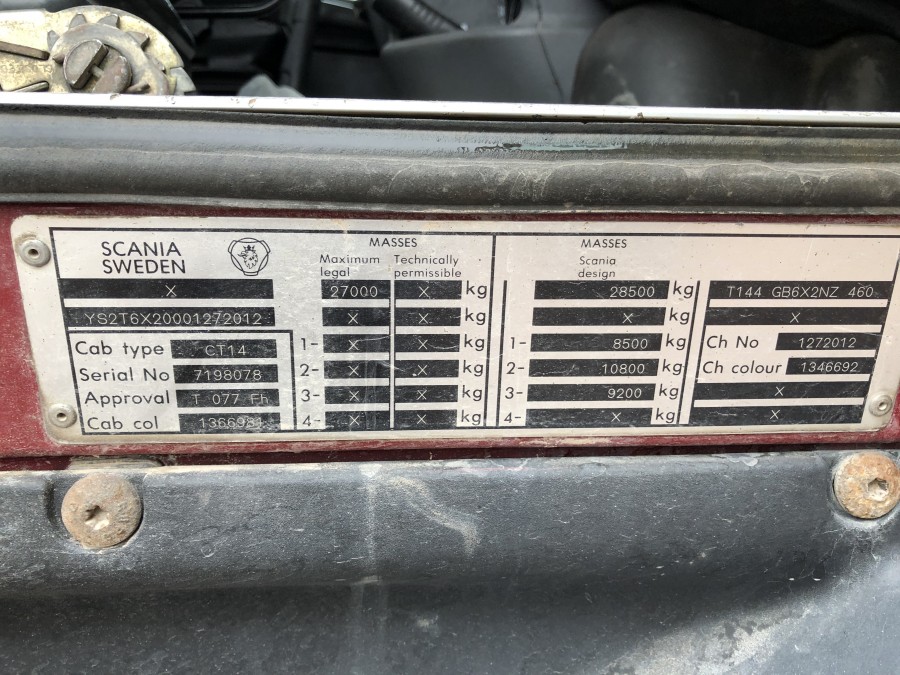 SCANIA
SWEDEN
X
YS2T6X20001272012
Cab type CT14
Serial No 7198078
Approval T 077 Fh
Cab col
MASSES
Maximum legal Technically permissible
27000 X kg
X X kg
1- X X kg
2- X X kg
3- X X kg
4- X X kg
MASSES
Scania design
28500 kg
X kg
1- 8500 kg
2- 10800 kg
3- 9200 kg
4- X kg
T144 GB6X2NZ 460
X
Ch No 1272012
Ch colour 1346692
X
X